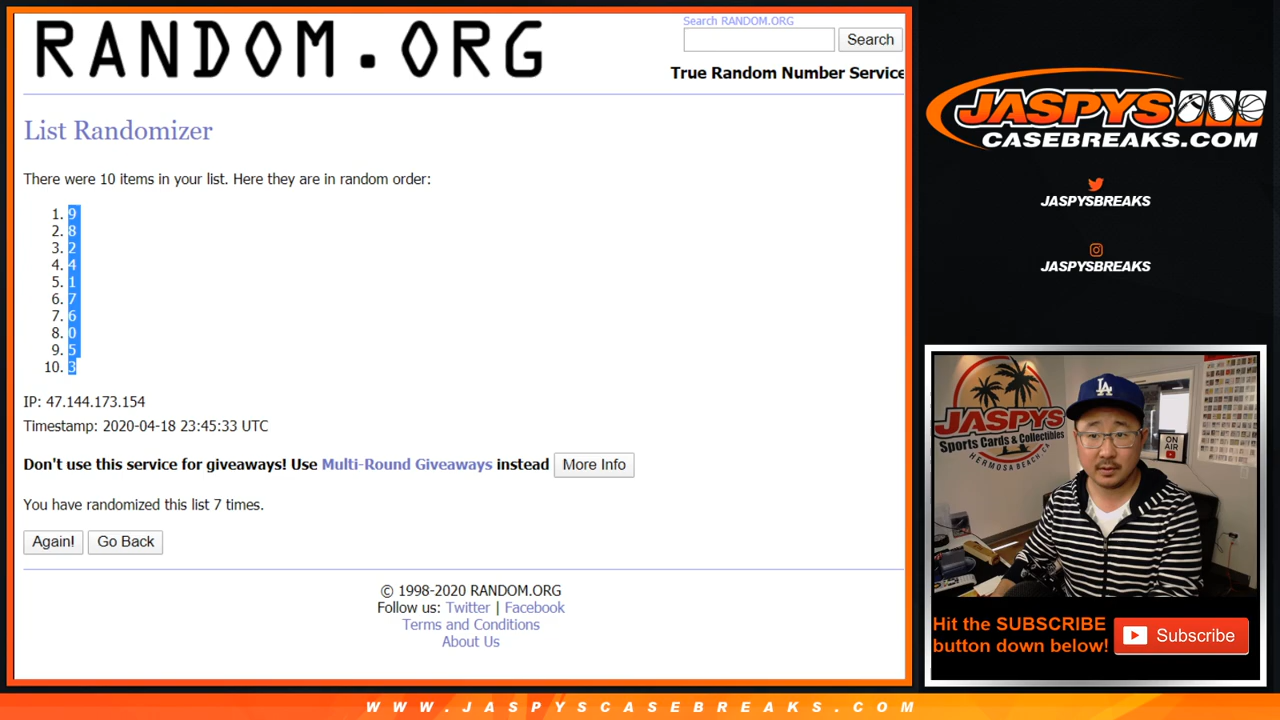 RANDOM.ORG
Search RANDOM.ORG
Search
True Random Number Service
List Randomizer
There were 10 items in your list. Here they are in random order:
1. 9
2. 8
3. 2
4. 4
5. 1
6. 7
7. 6
8. 0
9. 5
10. 3
IP: 47.144.173.154
Timestamp: 2020-04-18 23:45:33 UTC
Don't use this service for giveaways! Use Multi-Round Giveaways instead More Info
You have randomized this list 7 times.
Again! Go Back
© 1998-2020 RANDOM.ORG
Follow us: Twitter | Facebook
Terms and Conditions
About Us
JASPYS
CASEBREAKS.COM
JASPYSBREAKS
JASPYSBREAKS
JASPYS
Sports Cards & Collectibles
HERMOSA BEACH, CA
LA
ON
AIR
Hit the SUBSCRIBE
button down below!
Subscribe
WWW.JASPYSCASEBREAKS.COM